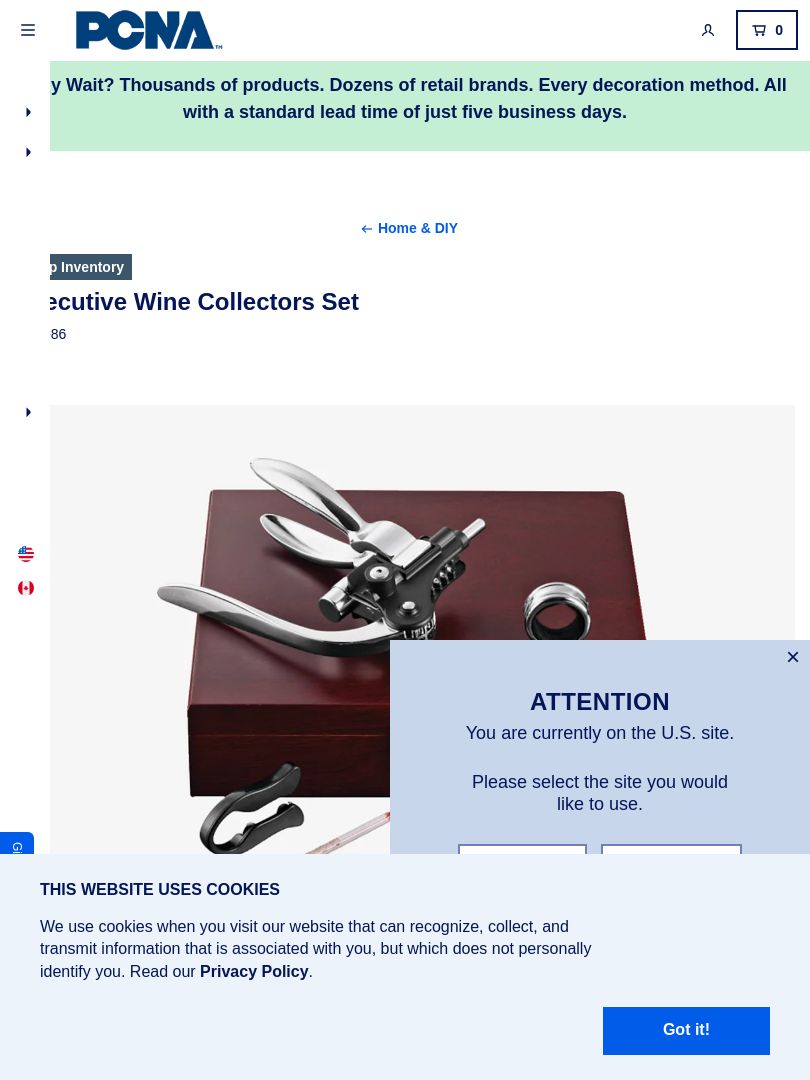 PCNA™
0
y Wait? Thousands of products. Dozens of retail brands. Every decoration method. All
with a standard lead time of just five business days.
← Home & DIY
p Inventory
ecutive Wine Collectors Set
86
ATTENTION
You are currently on the U.S. site.
Please select the site you would
like to use.
Gi
THIS WEBSITE USES COOKIES
We use cookies when you visit our website that can recognize, collect, and
transmit information that is associated with you, but which does not personally
identify you. Read our Privacy Policy.
Got it!